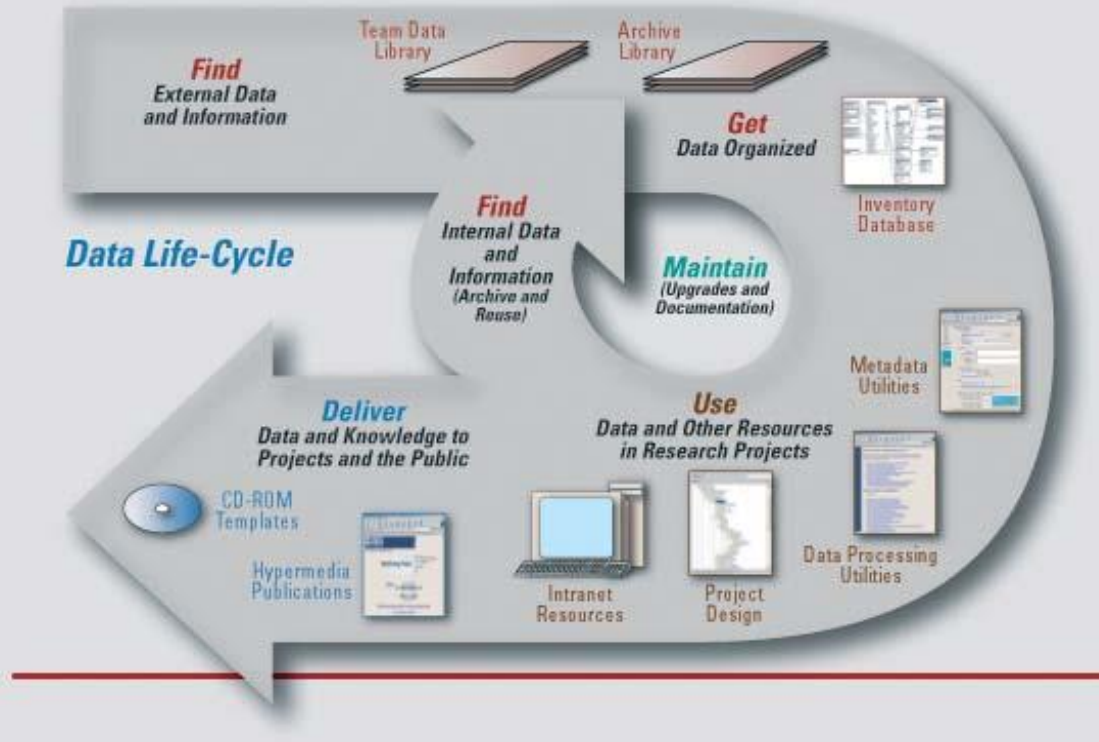 Team Data
Library
Archive
Library
Find
External Data
and Information
Get
Data Organized
Inventory
Database
Find
Internal Data
and
Information
(Archive and
Reuse)
Data Life-Cycle
Maintain
(Upgrades and
Documentation)
Metadata
Utilities
Deliver
Data and Knowledge to
Projects and the Public
Use
Data and Other Resources
in Research Projects
CD-ROM
Templates
Hypermedia
Publications
Intranet
Resources
Project
Design
Data Processing
Utilities